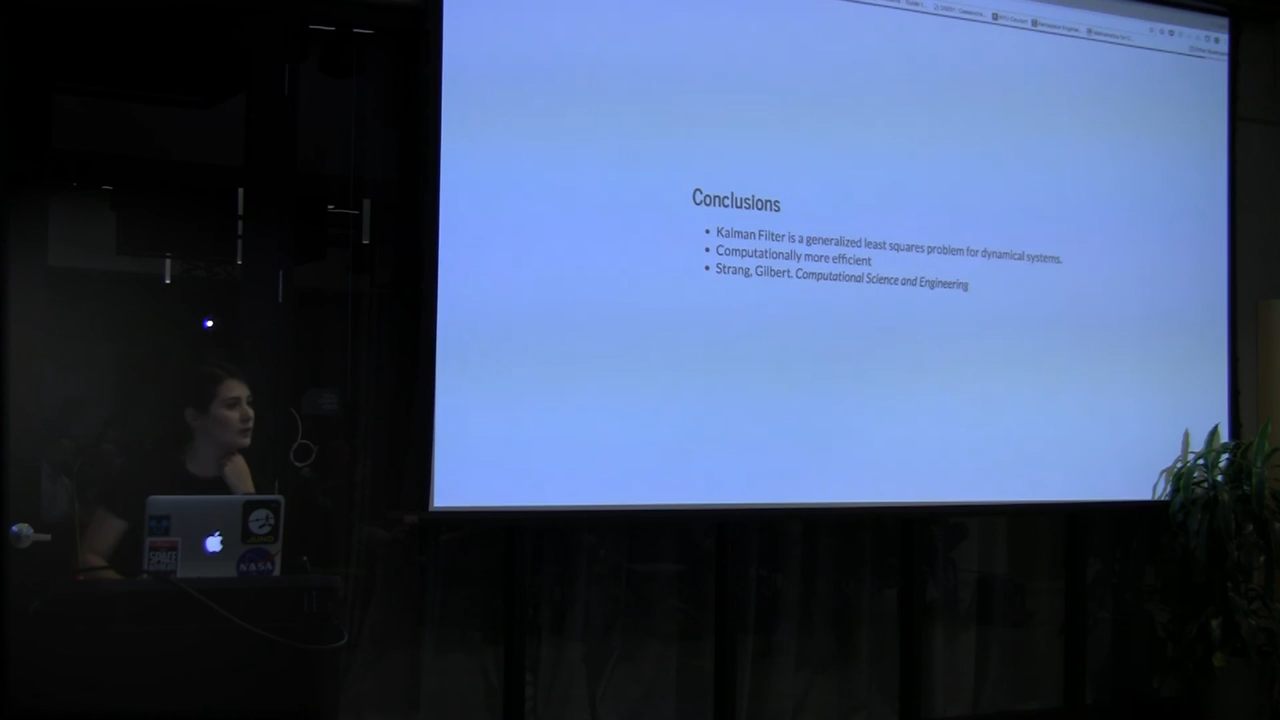 Conclusions
• Kalman Filter is a generalized least squares problem for dynamical systems.
• Computationally more efficient
• Strang, Gilbert. Computational Science and Engineering
JUNO
SPACE
NASA